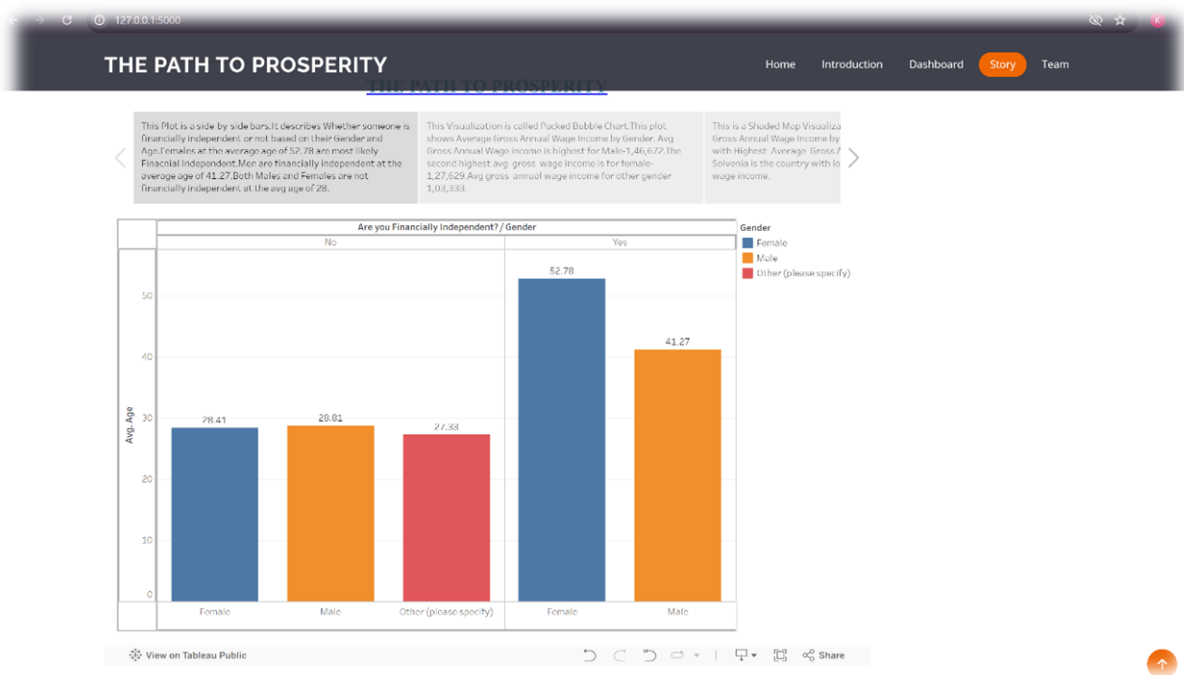 127.0.0.1:5000
K
THE PATH TO PROSPERITY
Home Introduction Dashboard Story Team
THE PATH TO PROSPERITY
This Plot is a side by side bars.It describes Whether someone is
financially independent or not based on their Gender and
Age.Females at the average age of 52.78 are most likely
Finacnial Independent.Men are financially independent at the
average age of 41.27.Both Males and Females are not
financially independent at the avg age of 28.
This Visualization is called Packed Bubble Chart.This plot
shows Average Gross Annual Wage Income by Gender. Avg
Gross Annual Wage income is highest for Male-1,46,672.The
second highest avg gross wage income is for female-
1,27,629.Avg gross annual wage income for other gender
1,03,333.
This is a Shaded Map Visualiza
Gross Annual Wage Income by
with Highest Average Gross A
Solvenia is the country with lo
wage income.
Are you Financially Independent? / Gender
No Yes
Gender
Female
Male
Other (please specify)
Avg. Age
50
40
30
20
10
0
28.41
28.81
27.33
52.78
41.27
Female Male Other (please specify) Female Male
View on Tableau Public
Share